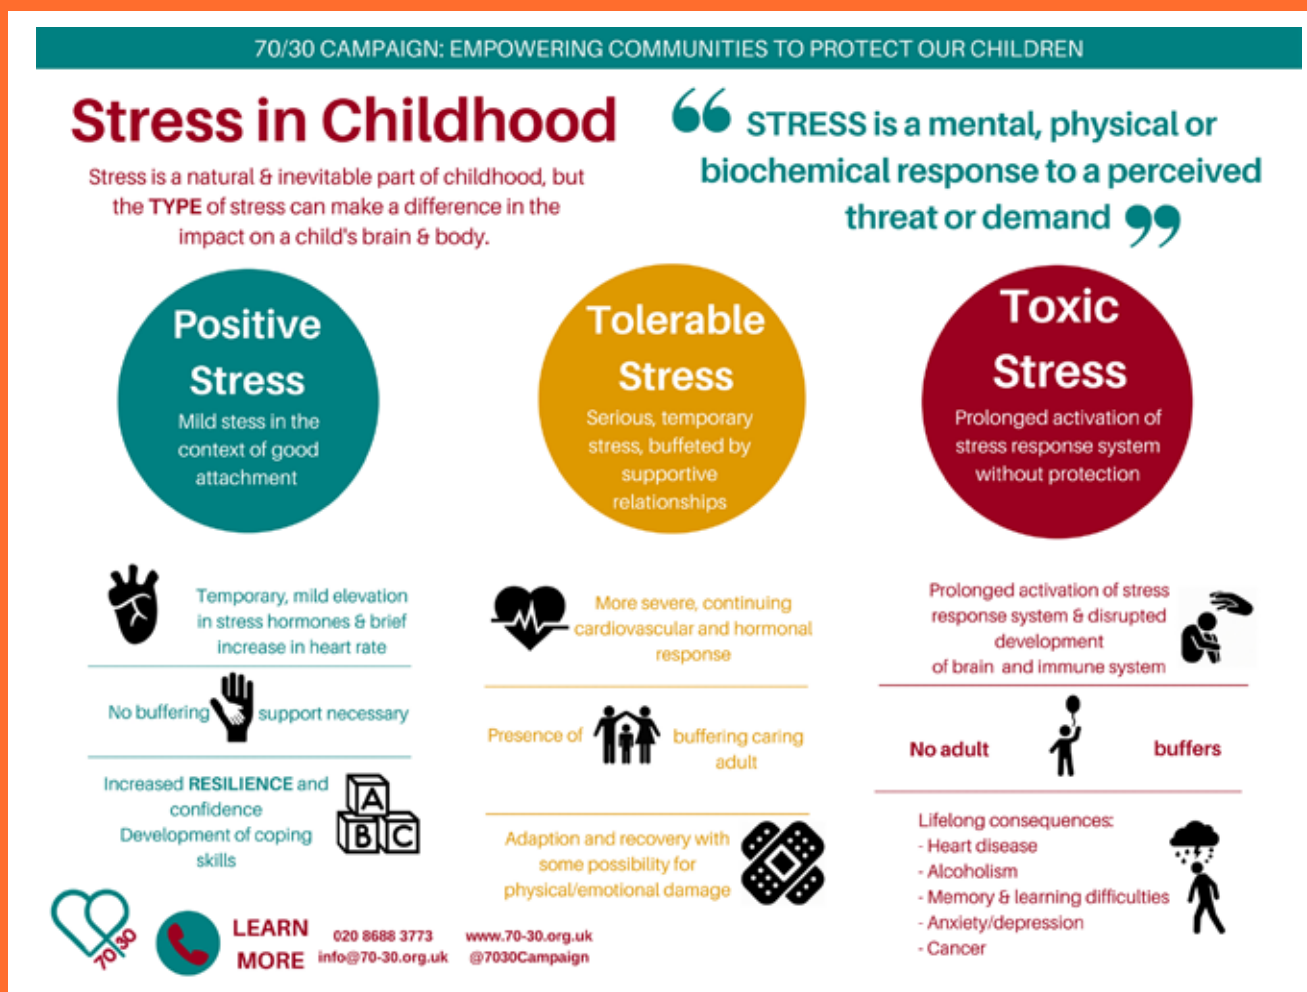 70/30 CAMPAIGN: EMPOWERING COMMUNITIES TO PROTECT OUR CHILDREN
Stress in Childhood
Stress is a natural & inevitable part of childhood, but
the TYPE of stress can make a difference in the
impact on a child's brain & body.
“ STRESS is a mental, physical or
biochemical response to a perceived
threat or demand ”
Positive
Stress
Mild stess in the
context of good
attachment
Temporary, mild elevation
in stress hormones & brief
increase in heart rate
No buffering support necessary
Increased RESILIENCE and
confidence
Development of coping
skills
A
B C
Tolerable
Stress
Serious, temporary
stress, buffeted by
supportive
relationships
More severe, continuing
cardiovascular and hormonal
response
Presence of buffering caring
adult
Adaption and recovery with
some possibility for
physical/emotional damage
Toxic
Stress
Prolonged activation of
stress response system
without protection
Prolonged activation of stress
response system & disrupted
development
of brain and immune system
No adult buffers
Lifelong consequences:
- Heart disease
- Alcoholism
- Memory & learning difficulties
- Anxiety/depression
- Cancer
70/30
LEARN
MORE
020 8688 3773
info@70-30.org.uk
www.70-30.org.uk
@7030Campaign